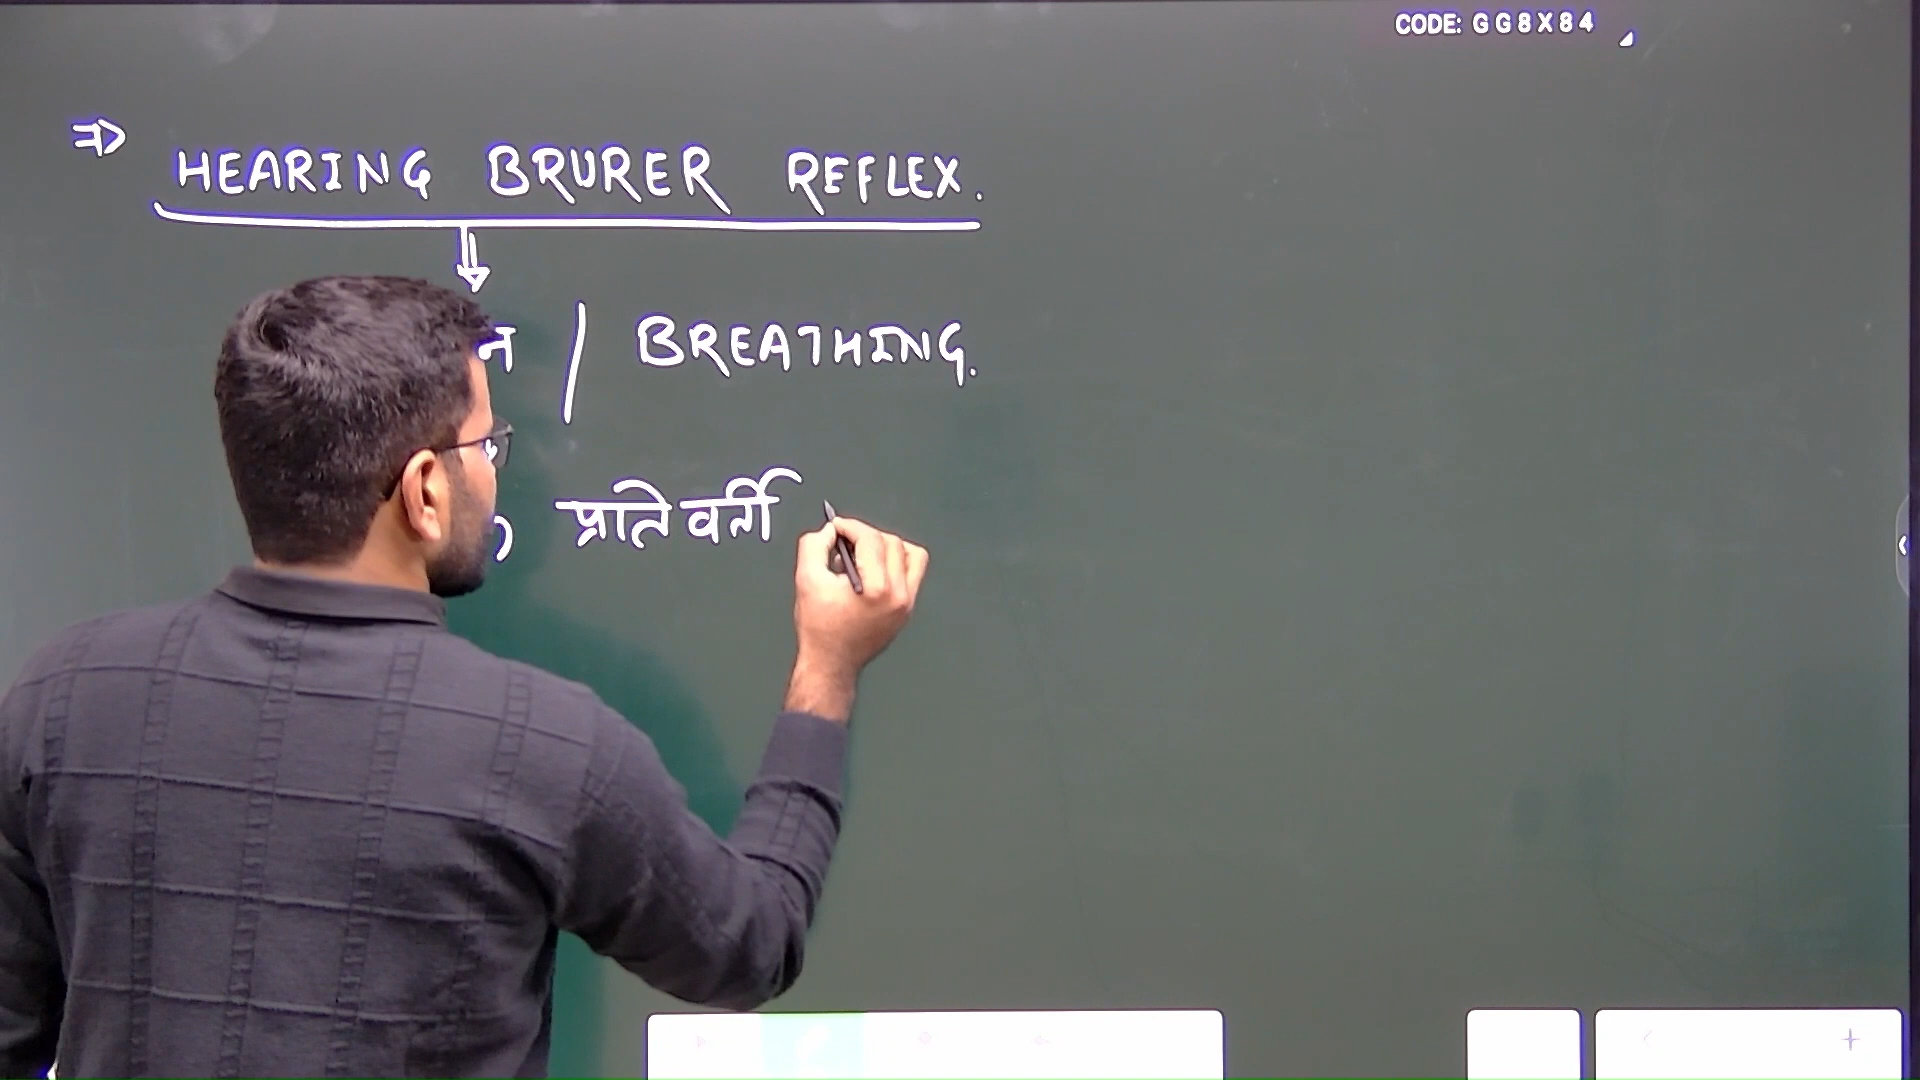 CODE: GG8X84
⇒ HEARING BRURER REFLEX.
/ BREATHING.
प्रतिवर्ती